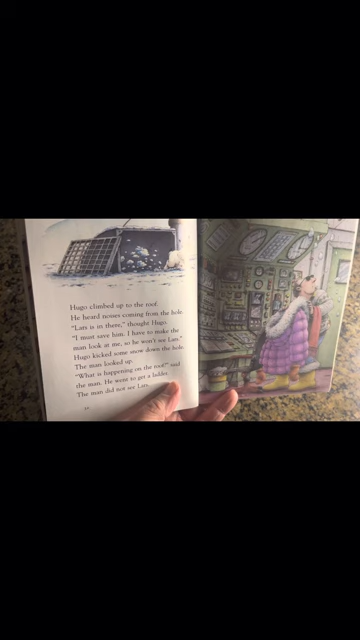 Hugo climbed up to the roof.
He heard noises coming from the hole.
"Lars is in there," thought Hugo.
"I must save him. I have to make the
man look at me, so he won't see Lars."
Hugo kicked some snow down the hole.
The man looked up.
"What is happening on the roof?" said
the man. He went to get a ladder.
The man did not see Lars.